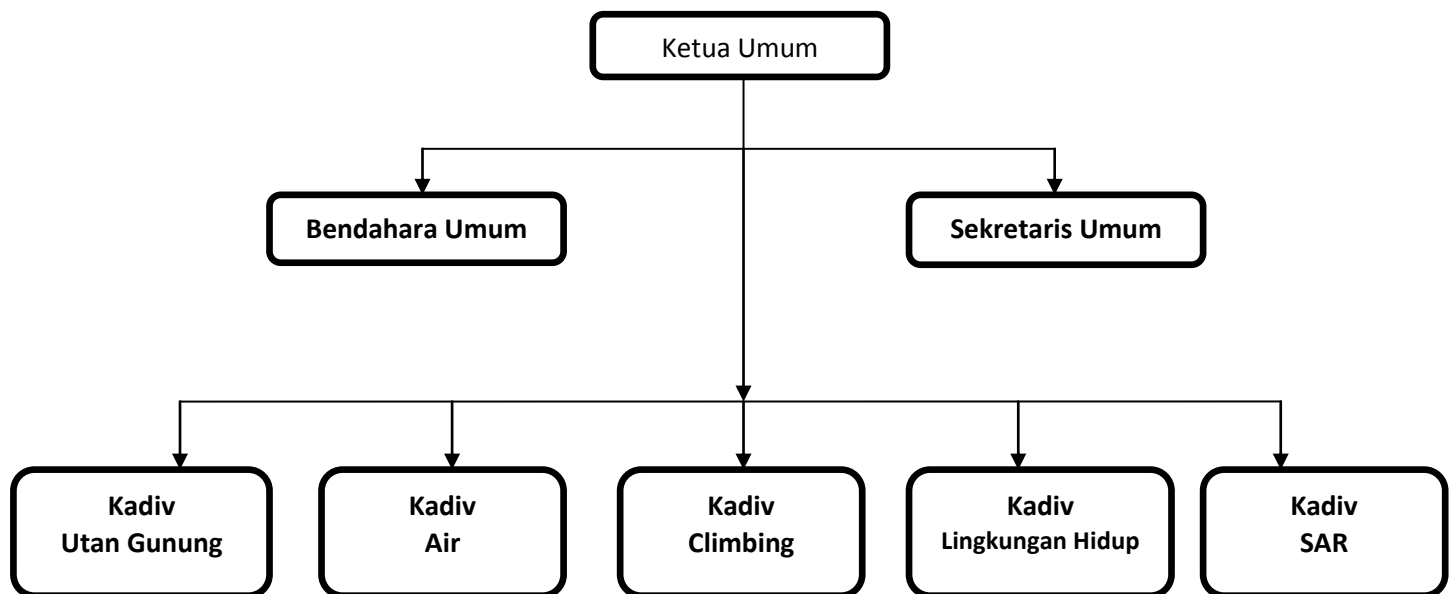 Ketua Umum
Bendahara Umum
Sekretaris Umum
Kadiv
Utan Gunung
Kadiv
Air
Kadiv
Climbing
Kadiv
Lingkungan Hidup
Kadiv
SAR